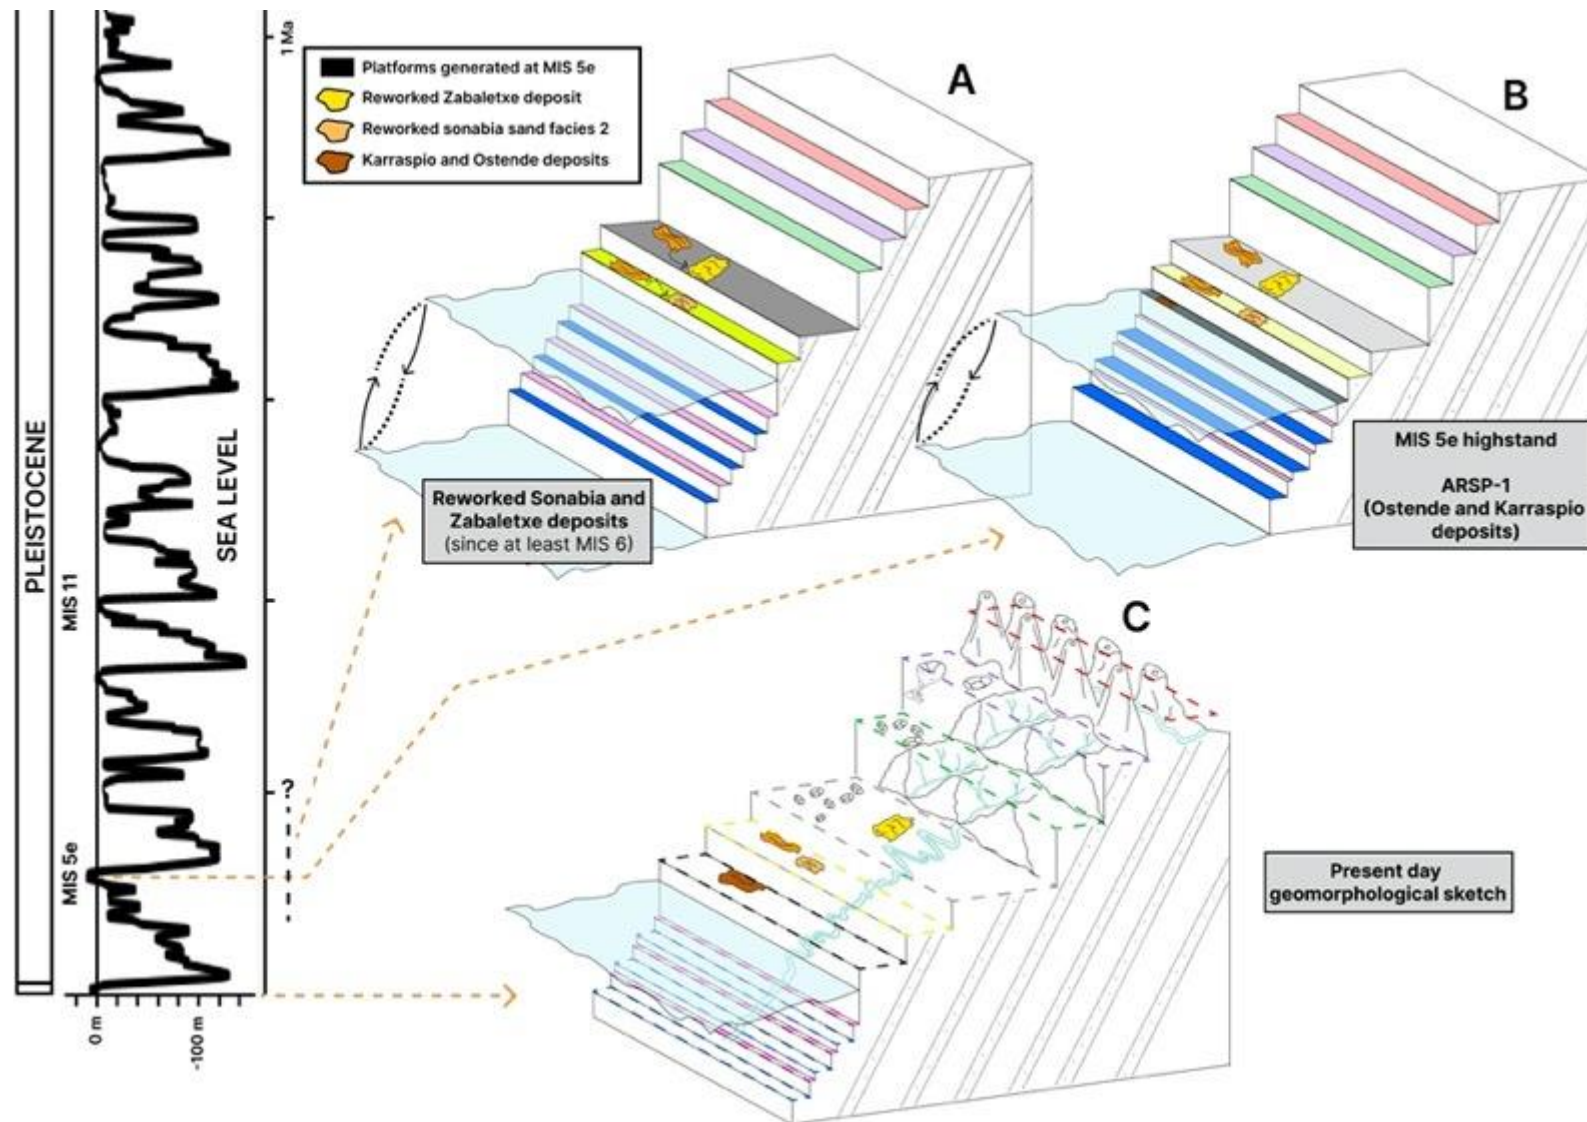 PLEISTOCENE
MIS 11
MIS 5e
SEA LEVEL
0 m
-100 m
1 Ma
?
Platforms generated at MIS 5e
Reworked Zabaletxe deposit
Reworked sonabia sand facies 2
Karraspio and Ostende deposits
A
B
Reworked Sonabia and
Zabaletxe deposits
(since at least MIS 6)
MIS 5e highstand
ARSP-1
(Ostende and Karraspio
deposits)
C
Present day
geomorphological sketch